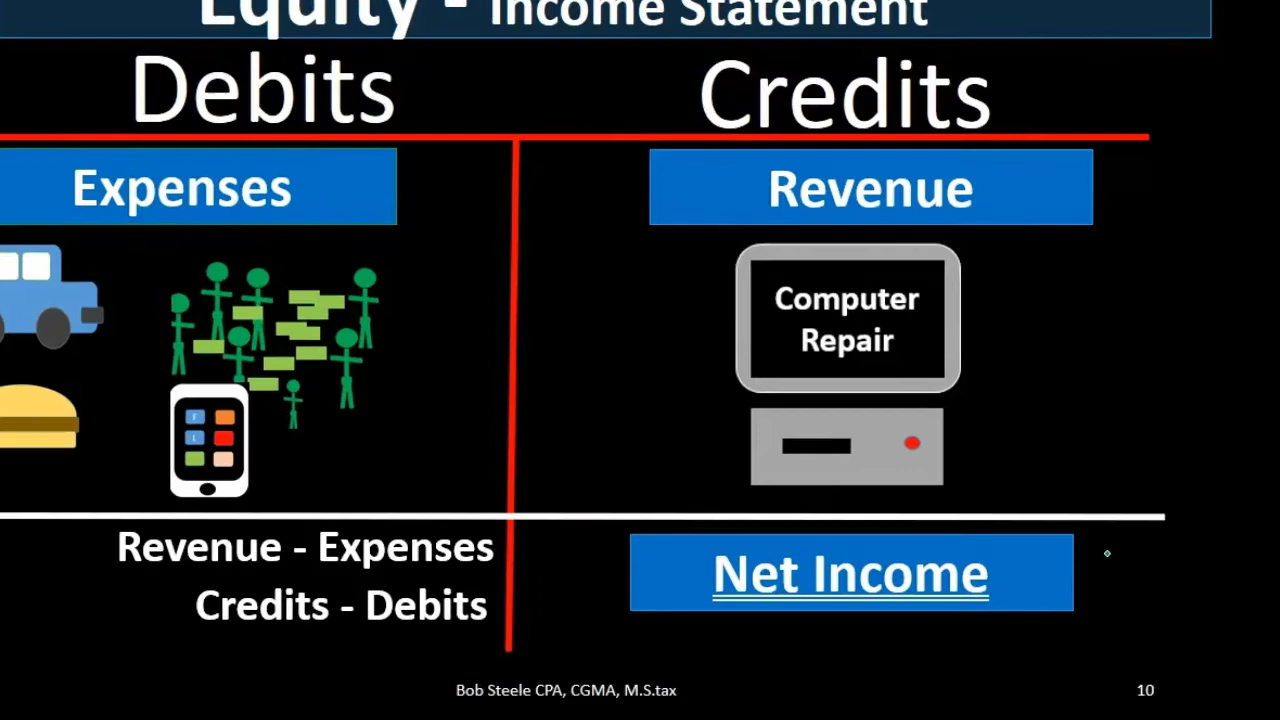 Equity - Income Statement
Debits
Credits
Expenses
Revenue
Computer
Repair
F
L
Revenue - Expenses
Credits - Debits
Net Income
Bob Steele CPA, CGMA, M.S.tax
10